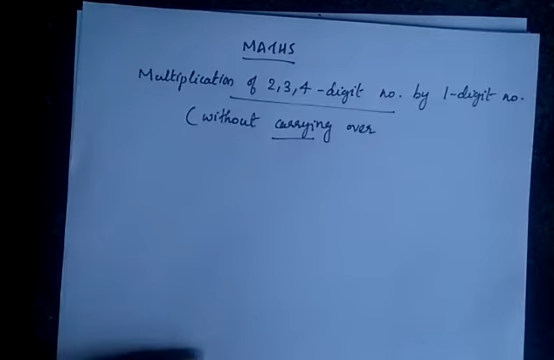 MATHS
Multiplication of 2,3,4-digit no. by 1-digit no.
(without carrying over